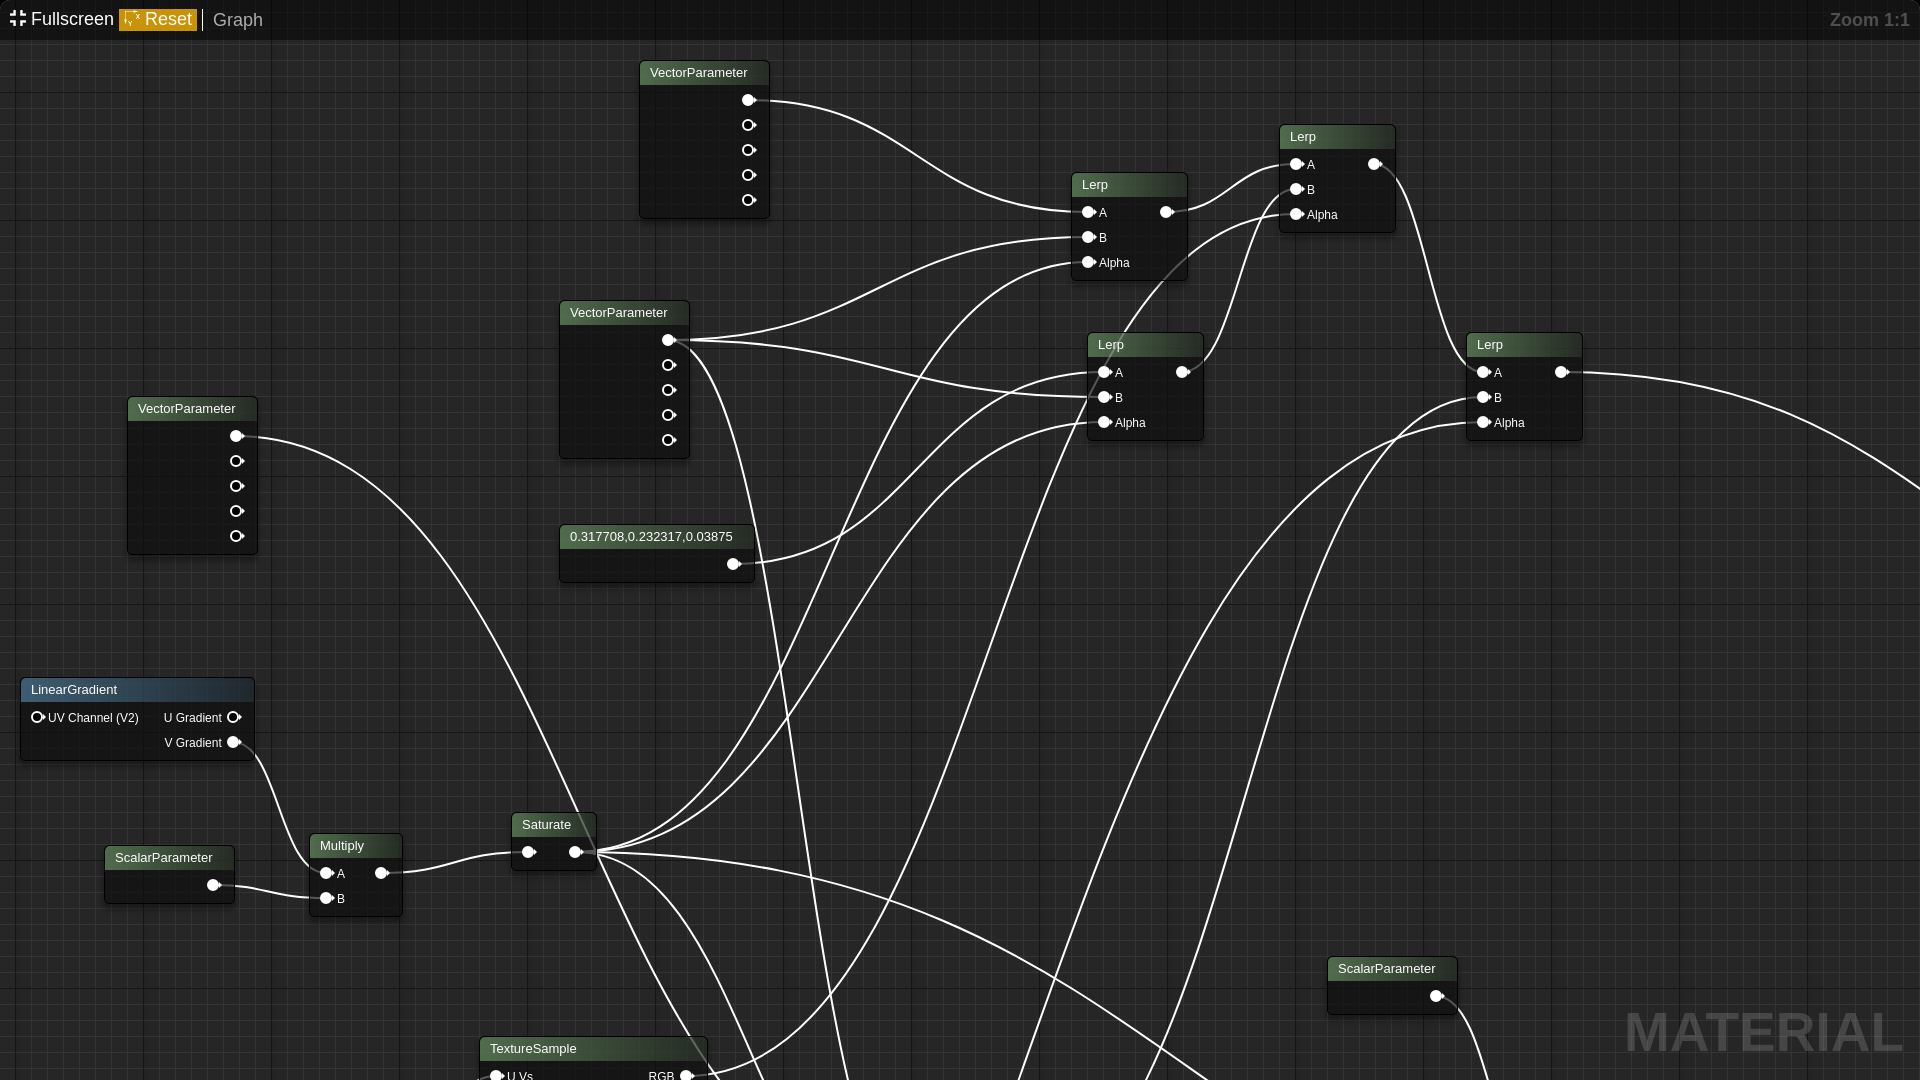 Fullscreen Reset Graph Zoom 1:1
VectorParameter
Lerp
A
B
Alpha
Lerp
A
B
Alpha
VectorParameter
Lerp
A
B
Alpha
Lerp
A
B
Alpha
VectorParameter
0.317708,0.232317,0.03875
LinearGradient
UV Channel (V2) U Gradient
V Gradient
Saturate
Multiply
A
B
ScalarParameter
ScalarParameter
MATERIAL
TextureSample
U Vs RGB